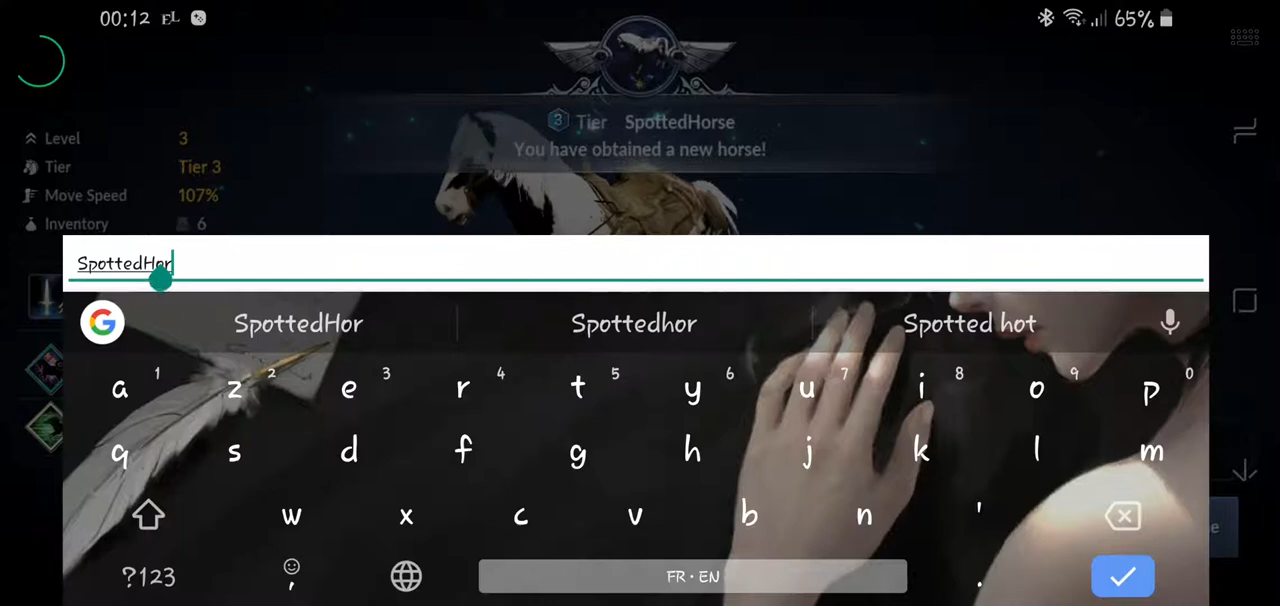 00:12 EL 65%
3 Tier SpottedHorse
You have obtained a new horse!
Level 3
Tier Tier 3
Move Speed 107%
Inventory 6
SpottedHor
SpottedHor Spottedhor Spotted hot
1 2 3 4 5 6 7 8 9 0
a z e r t y u i o p
q s d f g h j k l m
w x c v b n '
?123 , FR • EN .
e